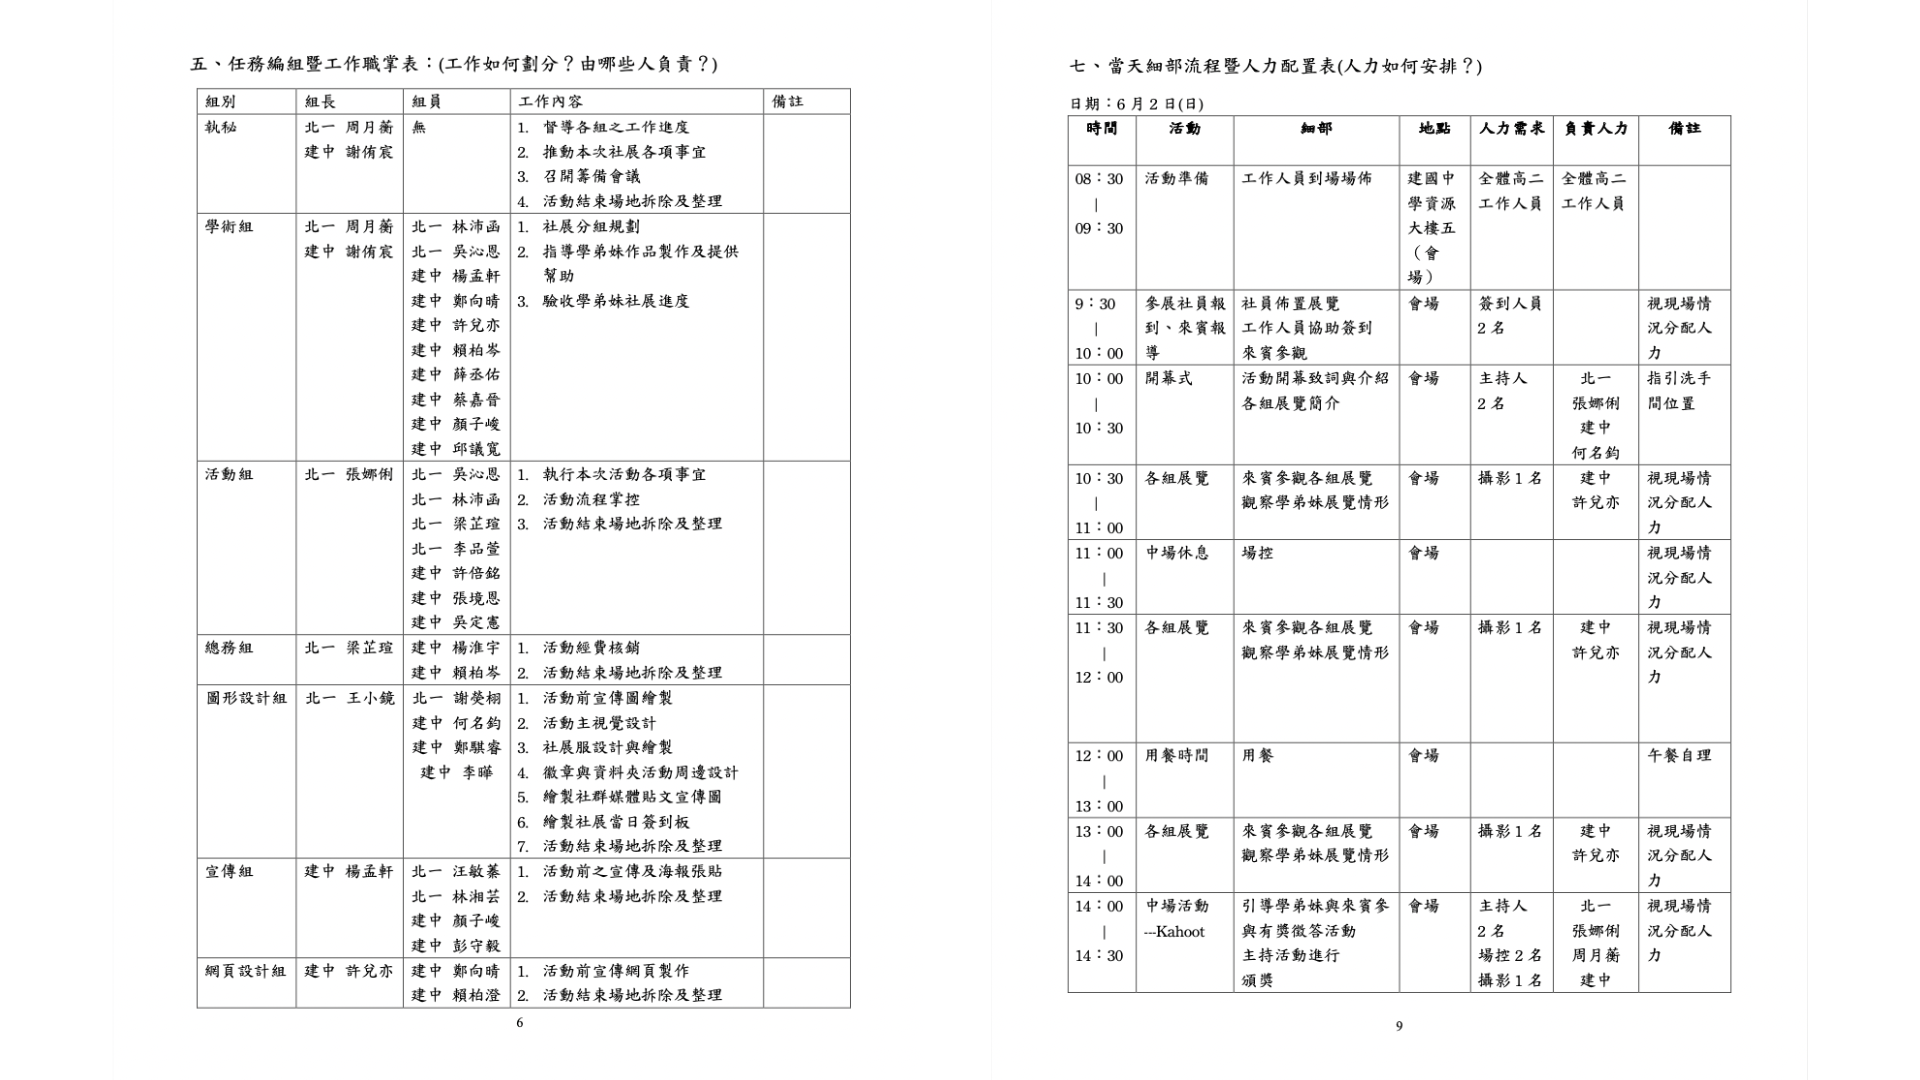 五、任務編組暨工作職掌表：(工作如何劃分？由哪些人負責？)
組別 組長 組員 工作內容 備註
執秘 北一 周月蘅 無 1. 督導各組之工作進度
建中 謝侑宸 2. 推動本次社展各項事宜
3. 召開籌備會議
4. 活動結束場地拆除及整理
學術組 北一 周月蘅 北一 林沛函 1. 社展分組規劃
建中 謝侑宸 北一 吳沁恩 2. 指導學弟妹作品製作及提供
建中 楊孟軒 幫助
建中 鄭向晴 3. 驗收學弟妹社展進度
建中 許兌亦
建中 賴柏岑
建中 薛丞佑
建中 蔡嘉晉
建中 顏子峻
建中 邱議寬
活動組 北一 張娜俐 北一 吳沁恩 1. 執行本次活動各項事宜
北一 林沛函 2. 活動流程掌控
北一 梁芷瑄 3. 活動結束場地拆除及整理
北一 李品萱
建中 許倍銘
建中 張境恩
建中 吳定憲
總務組 北一 梁芷瑄 建中 楊淮宇 1. 活動經費核銷
建中 賴柏岑 2. 活動結束場地拆除及整理
圖形設計組 北一 王小鏡 北一 謝滎栩 1. 活動前宣傳圖繪製
建中 何名鈞 2. 活動主視覺設計
建中 鄭騏睿 3. 社展服設計與繪製
建中 李曄 4. 徽章與資料夾活動周邊設計
5. 繪製社群媒體貼文宣傳圖
6. 繪製社展當日簽到板
7. 活動結束場地拆除及整理
宣傳組 建中 楊孟軒 北一 汪敏蓁 1. 活動前之宣傳及海報張貼
北一 林湘芸 2. 活動結束場地拆除及整理
建中 顏子峻
建中 彭守毅
網頁設計組 建中 許兌亦 建中 鄭向晴 1. 活動前宣傳網頁製作
建中 賴柏澄 2. 活動結束場地拆除及整理
6
七、當天細部流程暨人力配置表(人力如何安排？)
日期：6 月 2 日(日)
時間 活動 細部 地點 人力需求 負責人力 備註
08：30 活動準備 工作人員到場場佈 建國中 全體高二 全體高二
| 學資源 工作人員 工作人員
09：30 大樓五
（會
場）
9：30 參展社員報 社員佈置展覽 會場 簽到人員 視現場情
| 到、來賓報 工作人員協助簽到 2 名 況分配人
10：00 導 來賓參觀 力
10：00 開幕式 活動開幕致詞與介紹 會場 主持人 北一 指引洗手
| 各組展覽簡介 2 名 張娜俐 間位置
10：30 建中
何名鈞
10：30 各組展覽 來賓參觀各組展覽 會場 攝影 1 名 建中 視現場情
| 觀察學弟妹展覽情形 許兌亦 況分配人
11：00 力
11：00 中場休息 場控 會場 視現場情
| 況分配人
11：30 力
11：30 各組展覽 來賓參觀各組展覽 會場 攝影 1 名 建中 視現場情
| 觀察學弟妹展覽情形 許兌亦 況分配人
12：00 力
12：00 用餐時間 用餐 會場 午餐自理
|
13：00
13：00 各組展覽 來賓參觀各組展覽 會場 攝影 1 名 建中 視現場情
| 觀察學弟妹展覽情形 許兌亦 況分配人
14：00 力
14：00 中場活動 引導學弟妹與來賓參 會場 主持人 北一 視現場情
| ---Kahoot 與有獎徵答活動 2 名 張娜俐 況分配人
14：30 主持活動進行 場控 2 名 周月蘅 力
頒獎 攝影 1 名 建中
9